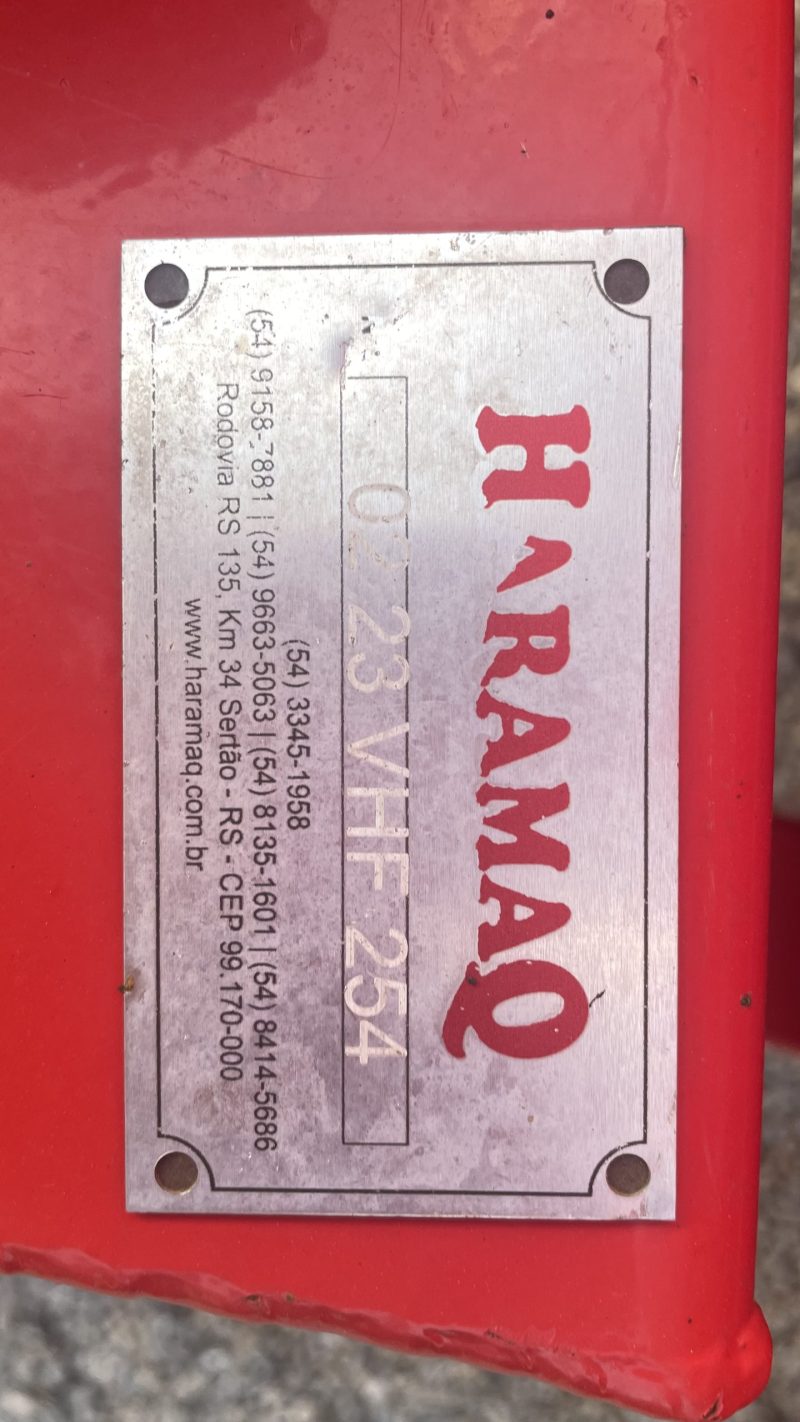 HARAMAQ
02 23 VHF 254
(54) 3345-1958
(54) 9158-7881 | (54) 9663-5063 | (54) 8135-1601 | (54) 8414-5686
Rodovia RS 135, Km 34 Sertão - RS - CEP 99.170-000
www.haramaq.com.br